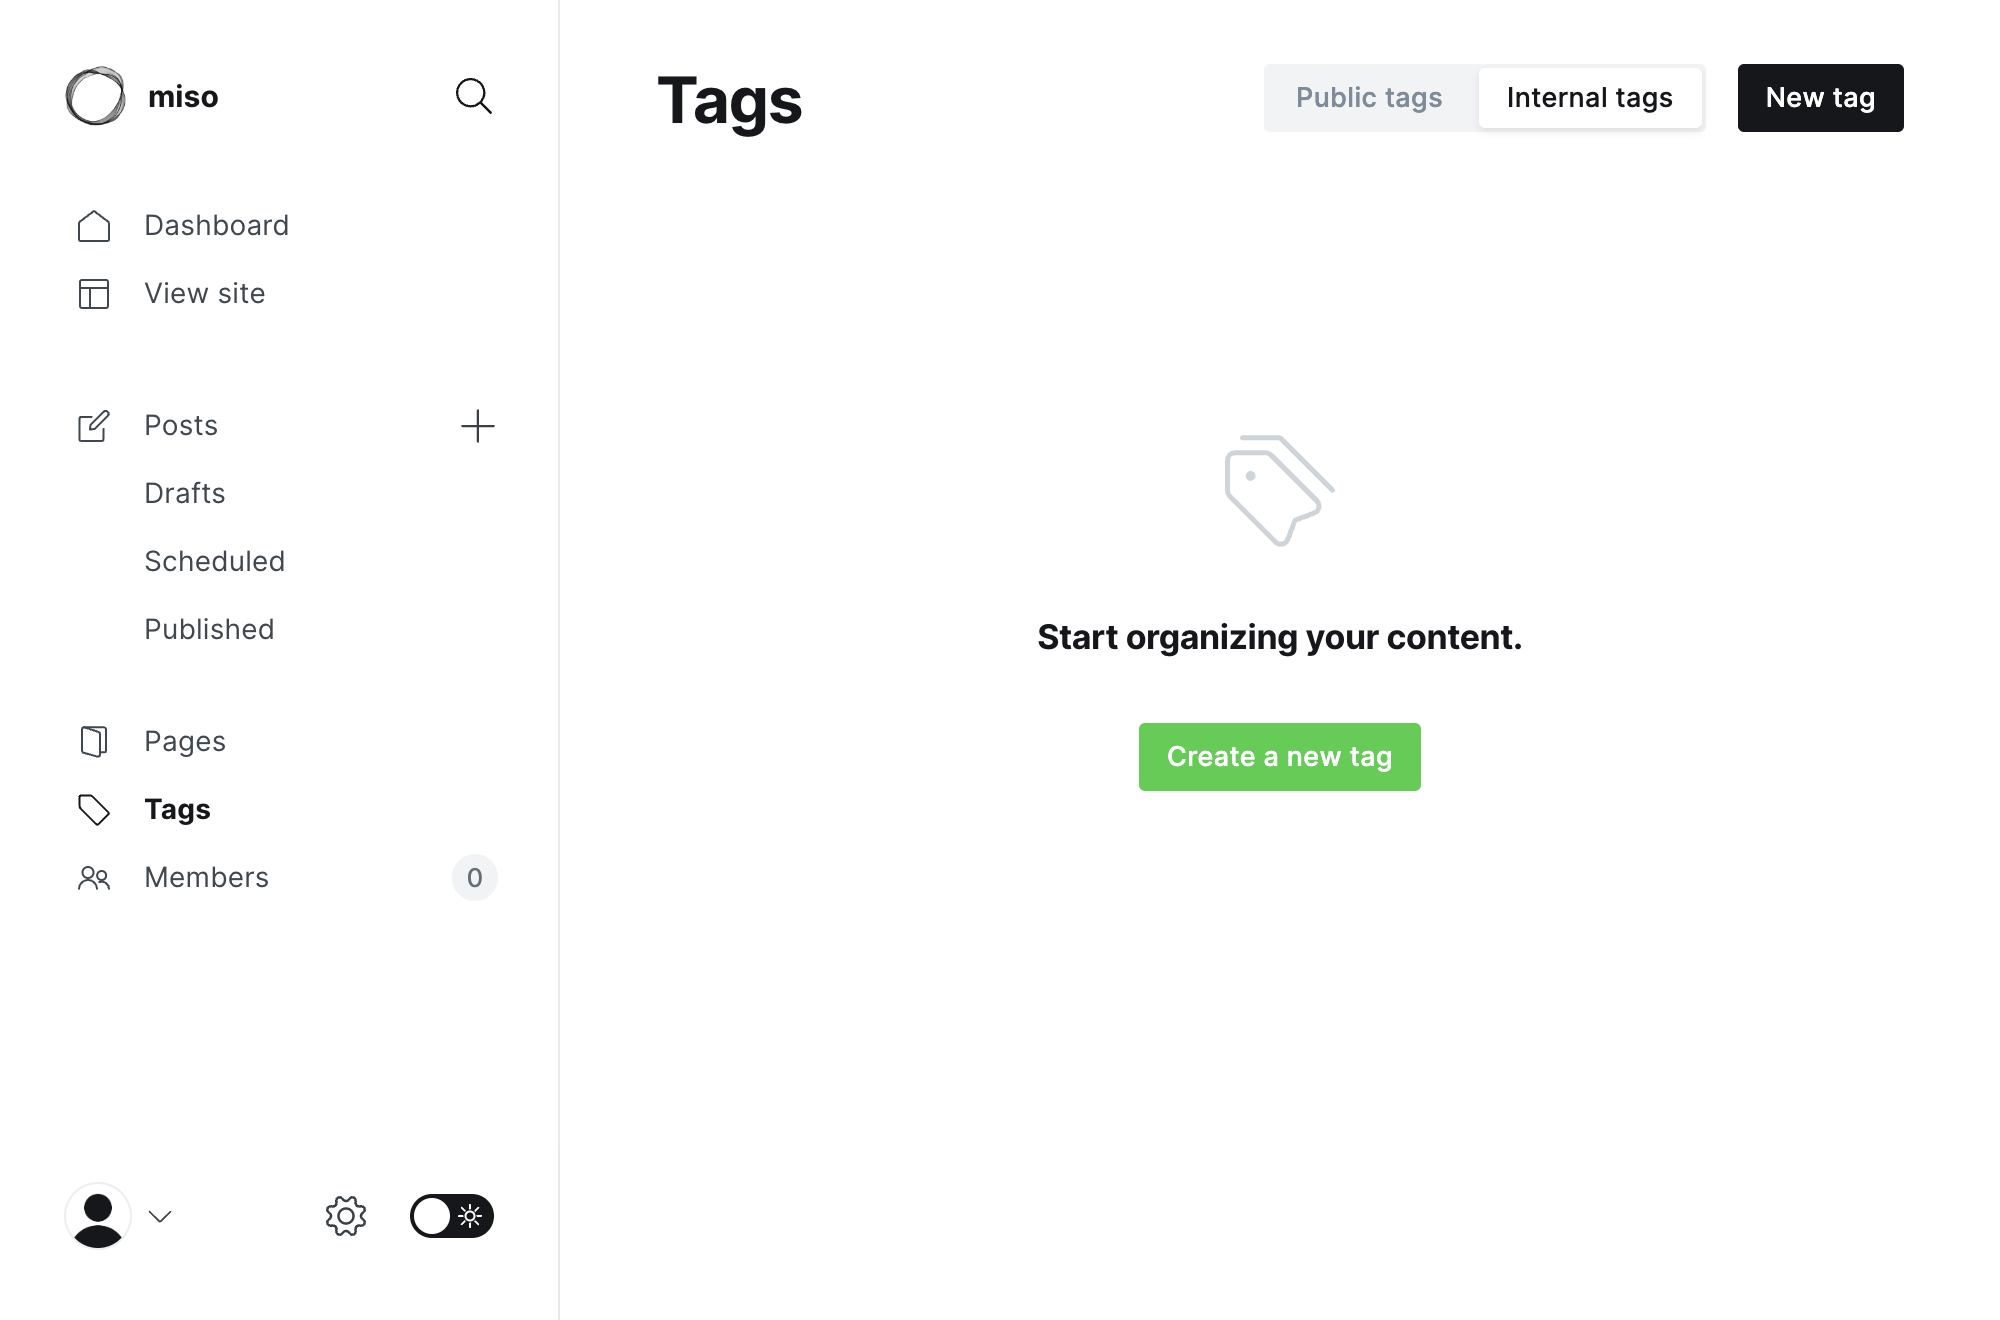 miso
Dashboard
View site
Posts
Drafts
Scheduled
Published
Pages
Tags
Members 0
Tags
Public tags
Internal tags
New tag
Start organizing your content.
Create a new tag